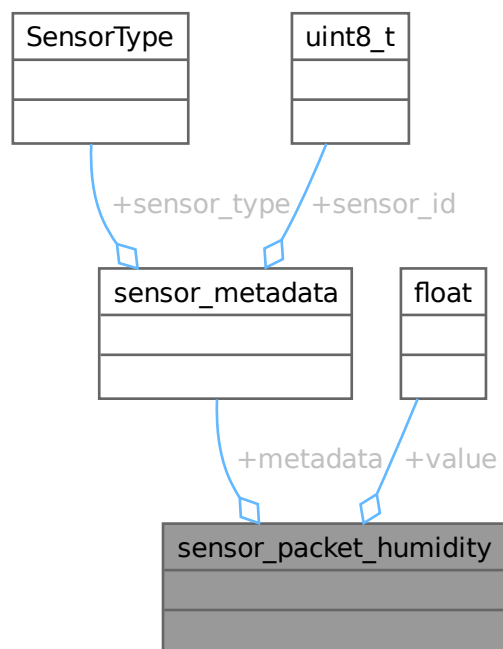 SensorType
uint8_t
+sensor_type
+sensor_id
sensor_metadata
float
+metadata
+value
sensor_packet_humidity